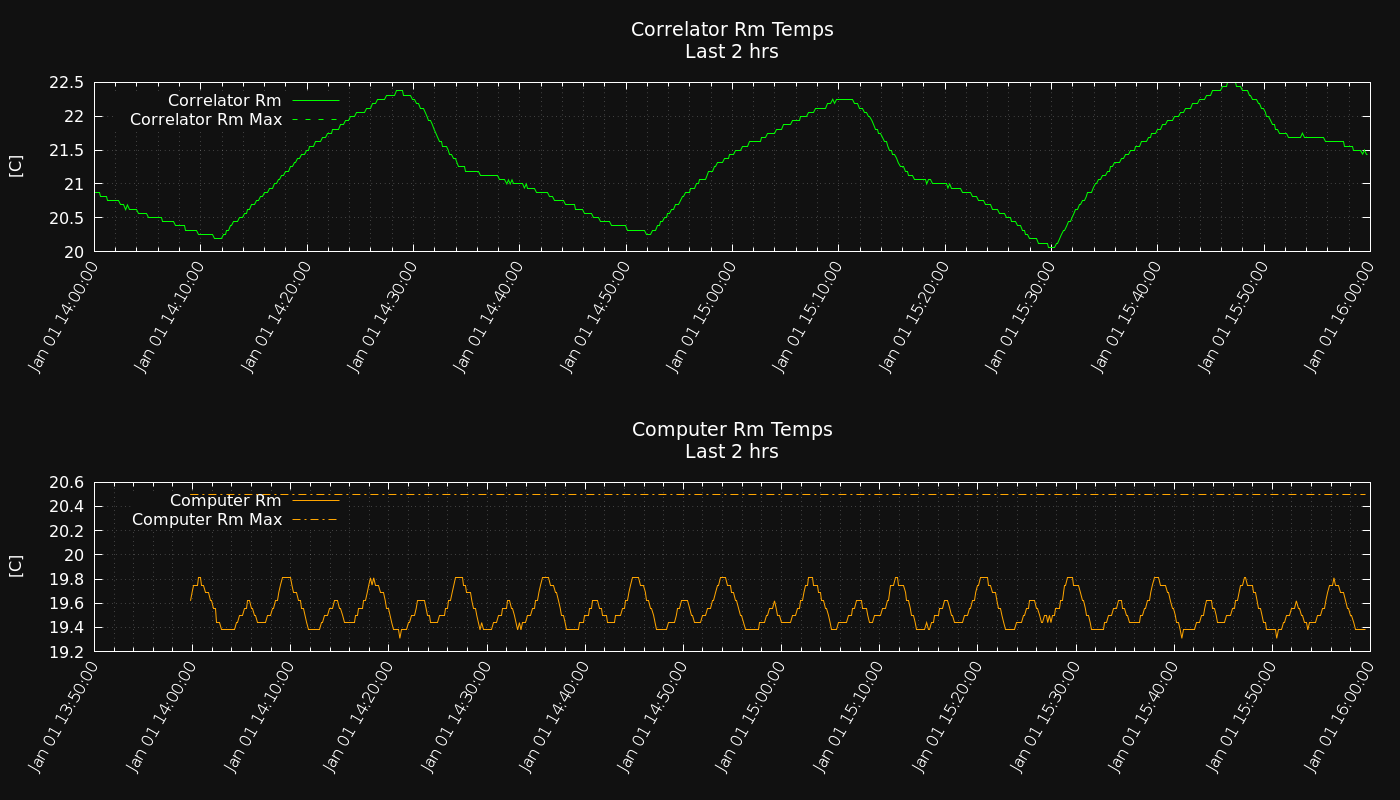 Correlator Rm Temps
Last 2 hrs
22.5
22
21.5
21
20.5
20
[C]
Correlator Rm
Correlator Rm Max
Jan 01 14:00:00
Jan 01 14:10:00
Jan 01 14:20:00
Jan 01 14:30:00
Jan 01 14:40:00
Jan 01 14:50:00
Jan 01 15:00:00
Jan 01 15:10:00
Jan 01 15:20:00
Jan 01 15:30:00
Jan 01 15:40:00
Jan 01 15:50:00
Jan 01 16:00:00
Computer Rm Temps
Last 2 hrs
20.6
20.4
20.2
20
19.8
19.6
19.4
19.2
[C]
Computer Rm
Computer Rm Max
Jan 01 13:50:00
Jan 01 14:00:00
Jan 01 14:10:00
Jan 01 14:20:00
Jan 01 14:30:00
Jan 01 14:40:00
Jan 01 14:50:00
Jan 01 15:00:00
Jan 01 15:10:00
Jan 01 15:20:00
Jan 01 15:30:00
Jan 01 15:40:00
Jan 01 15:50:00
Jan 01 16:00:00